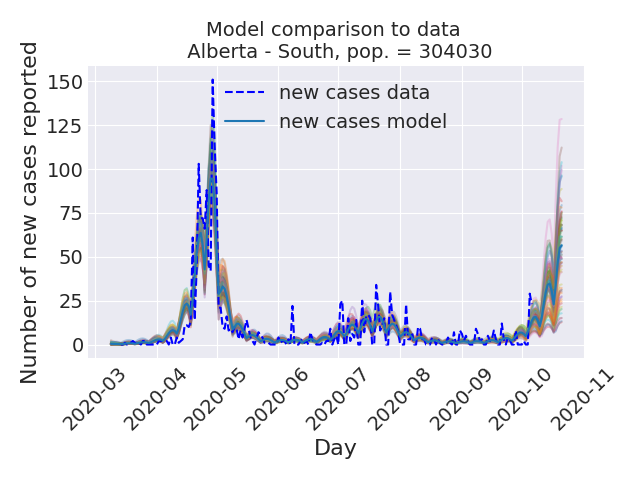 Model comparison to data
Alberta - South, pop. = 304030
Number of new cases reported
150
125
100
75
50
25
0
new cases data
new cases model
2020-03
2020-04
2020-05
2020-06
2020-07
2020-08
2020-09
2020-10
2020-11
Day